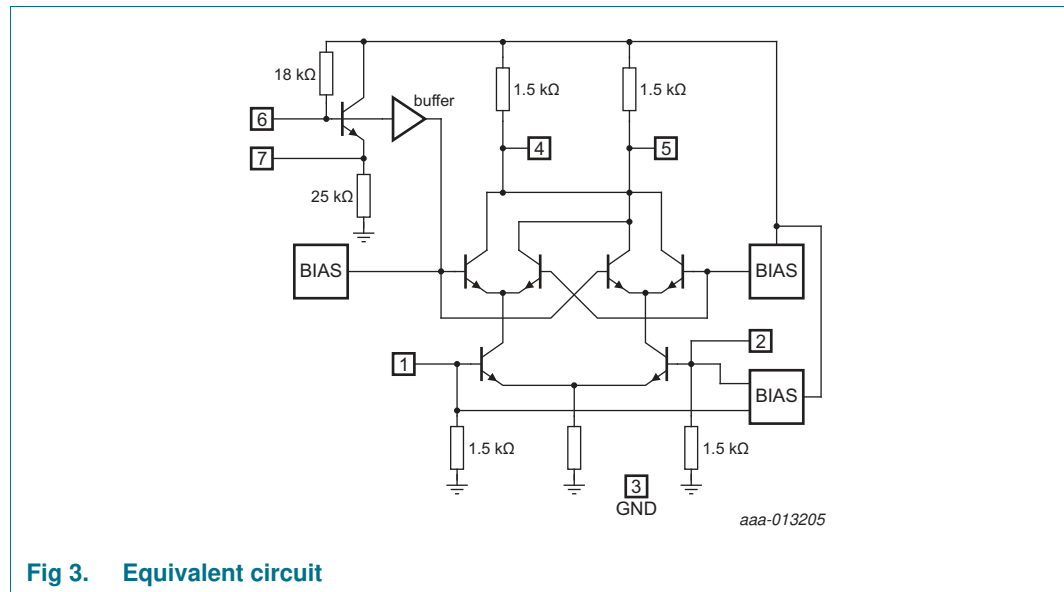 18 kΩ
1.5 kΩ
1.5 kΩ
buffer
6
4
5
7
25 kΩ
BIAS
BIAS
1
2
BIAS
1.5 kΩ
1.5 kΩ
3
GND
aaa-013205
Fig 3. Equivalent circuit